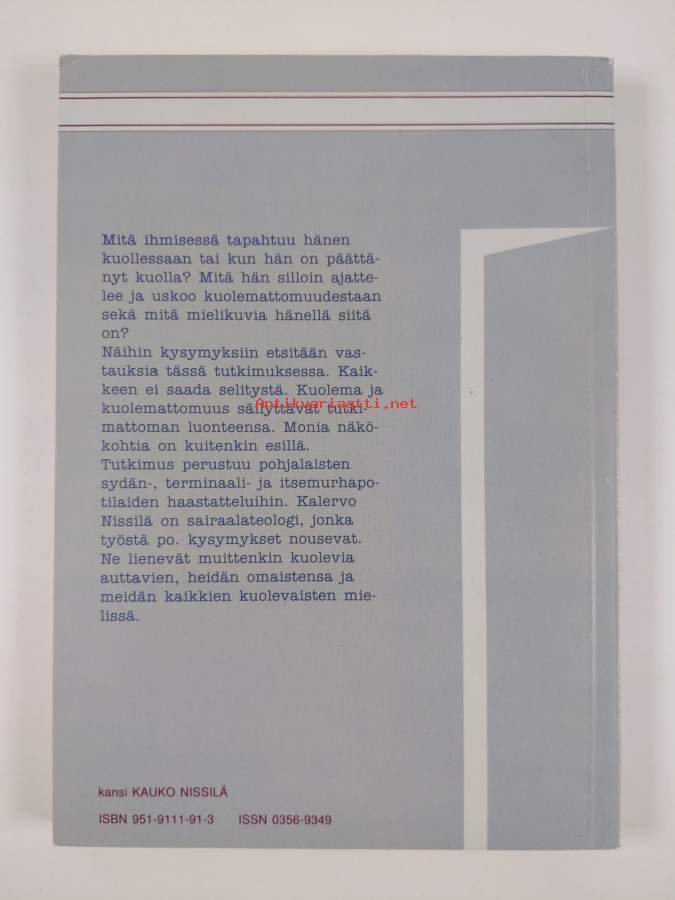 Mitä ihmisessä tapahtuu hänen
kuollessaan tai kun hän on päättä-
nyt kuolla? Mitä hän silloin ajatte-
lee ja uskoo kuolemattomuudestaan
sekä mitä mielikuvia hänellä siitä
on?
Näihin kysymyksiin etsitään vas-
tauksia tässä tutkimuksessa. Kaik-
keen ei saada selitystä. Kuolema ja
kuolemattomuus säilyttävät tutki-
Antikvariaatti.net
mattoman luonteensa. Monia näkö-
kohtia on kuitenkin esillä.
Tutkimus perustuu pohjalaisten
sydän-, terminaali- ja itsemurhapo-
tilaiden haastatteluihin. Kalervo
Nissilä on sairaalateologi, jonka
työstä po. kysymykset nousevat.
Ne lienevät muittenkin kuolevia
auttavien, heidän omaistensa ja
meidän kaikkien kuolevaisten mie-
lissä.
kansi KAUKO NISSILÄ
ISBN 951-9111-91-3 ISSN 0356-9349